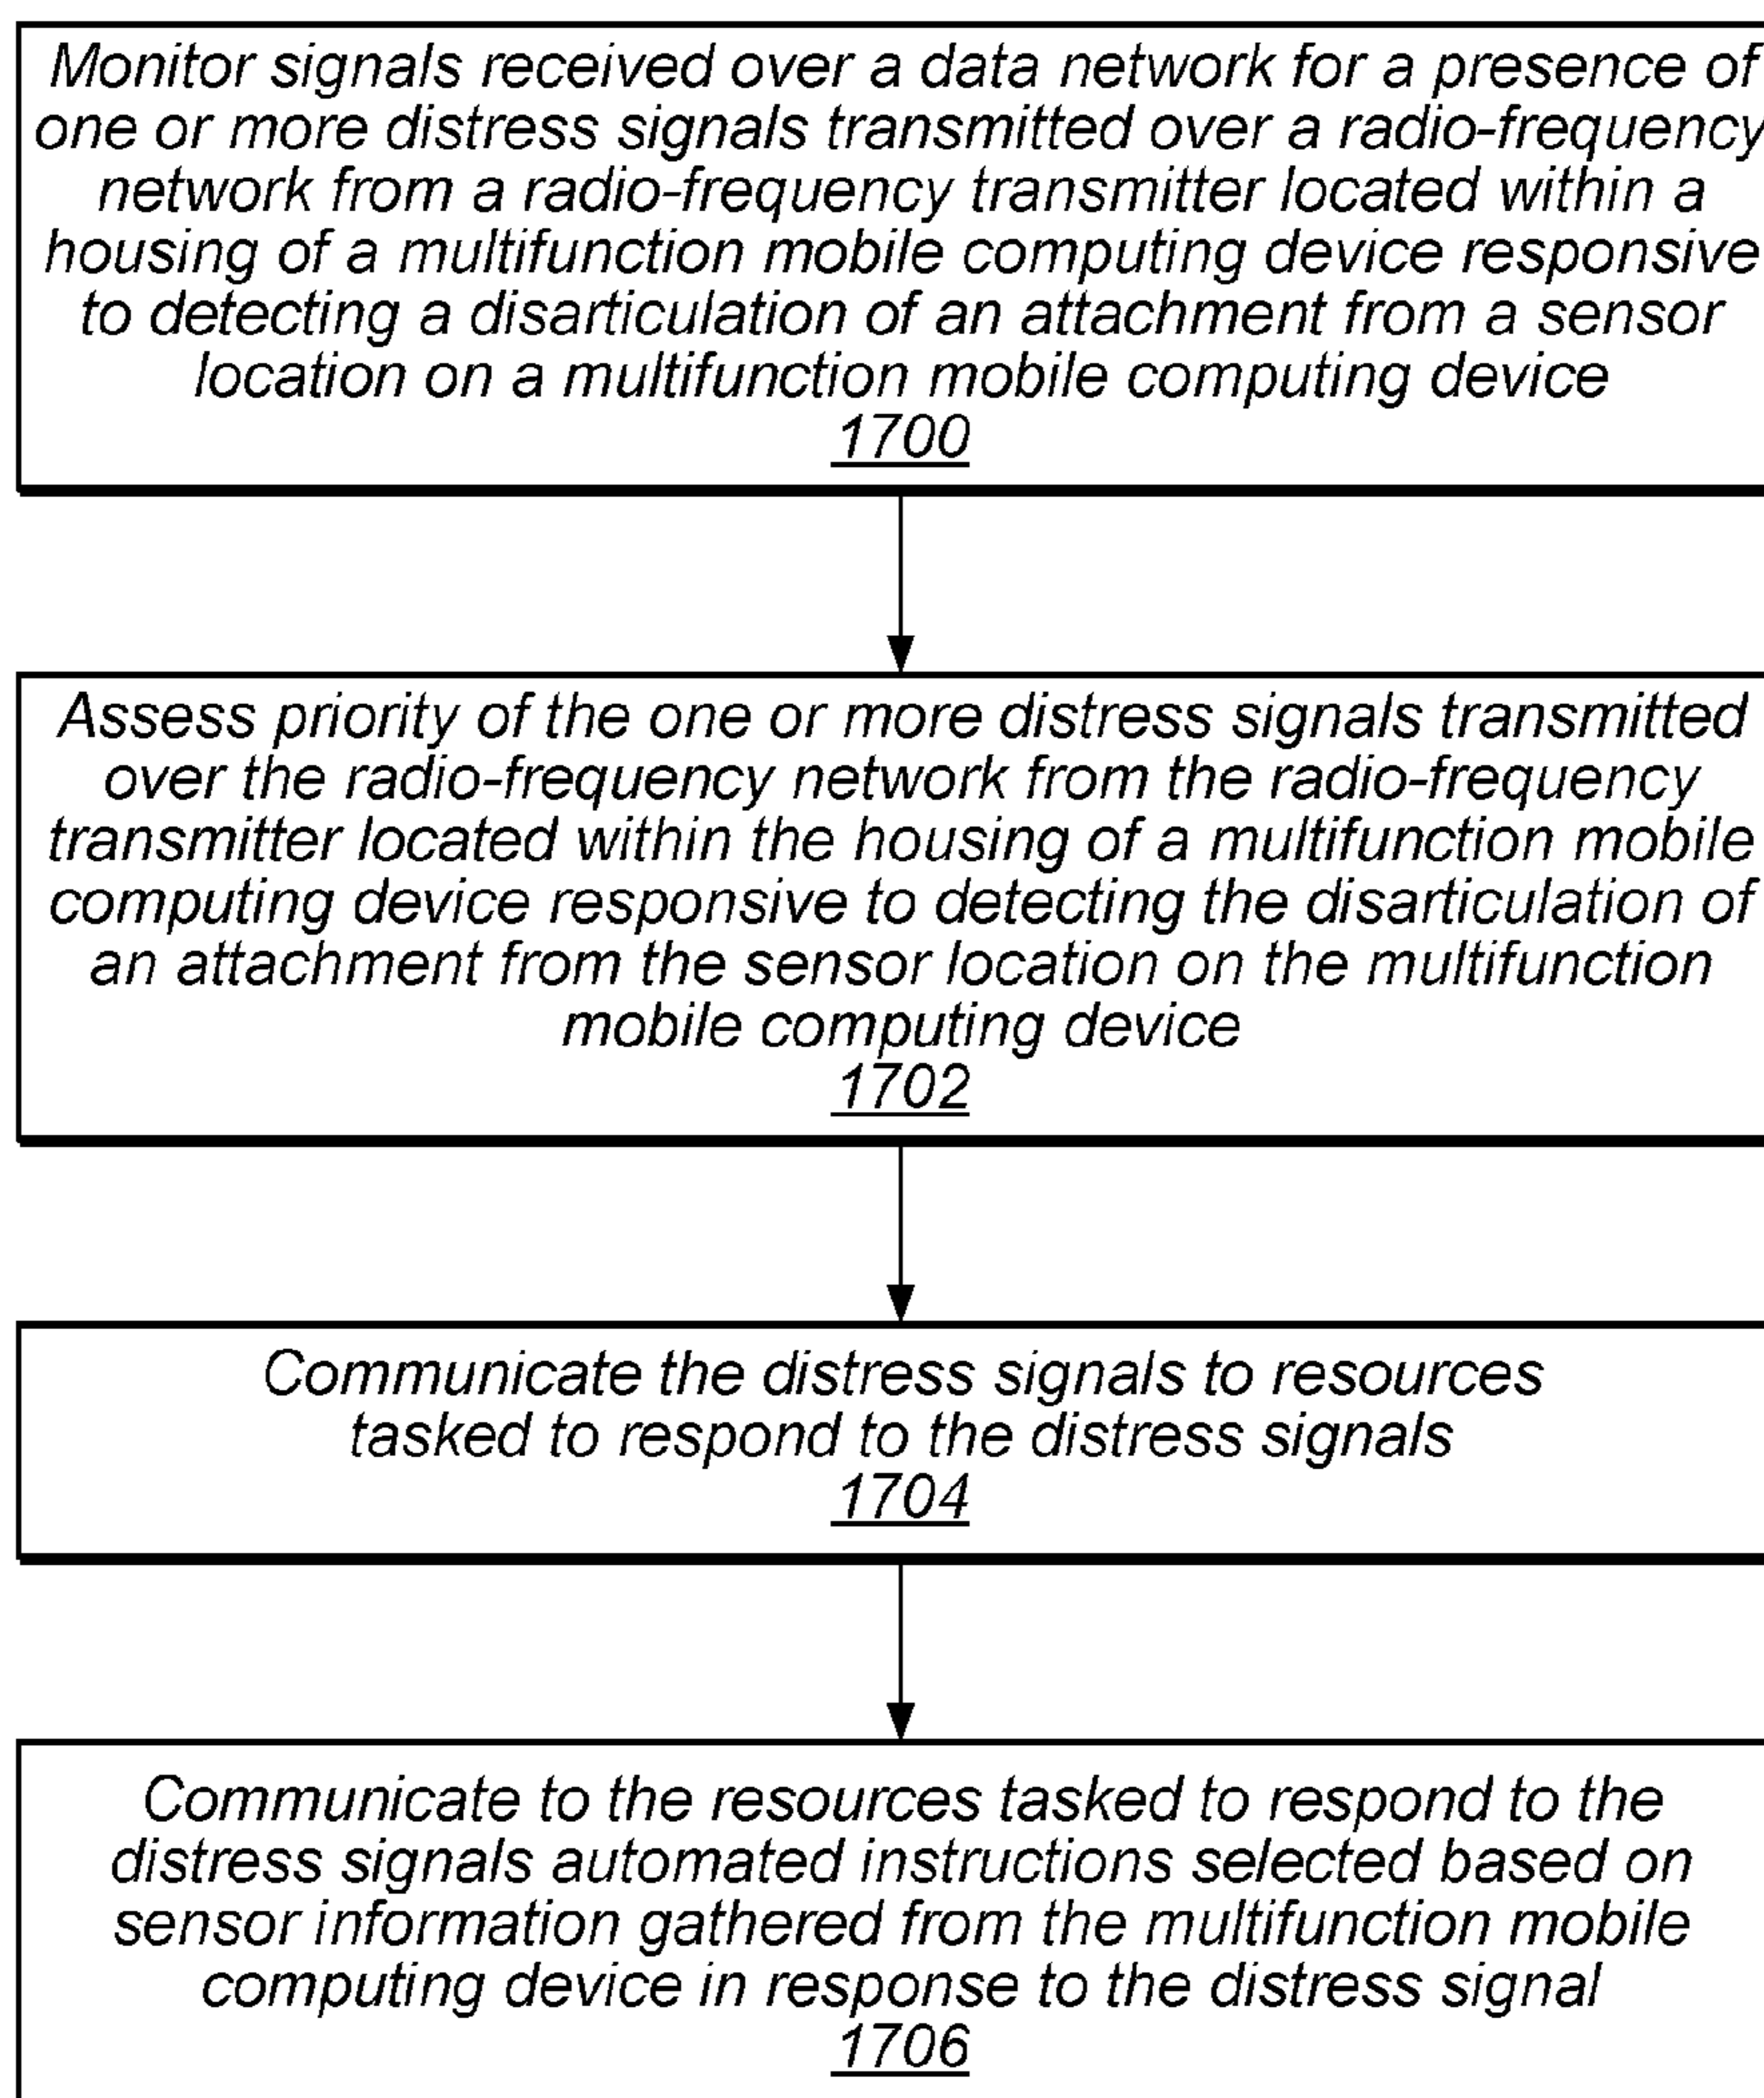 Monitor signals received over a data network for a presence of
one or more distress signals transmitted over a radio-frequency
network from a radio-frequency transmitter located within a
housing of a multifunction mobile computing device responsive
to detecting a disarticulation of an attachment from a sensor
location on a multifunction mobile computing device
1700
Assess priority of the one or more distress signals transmitted
over the radio-frequency network from the radio-frequency
transmitter located within the housing of a multifunction mobile
computing device responsive to detecting the disarticulation of
an attachment from the sensor location on the multifunction
mobile computing device
1702
Communicate the distress signals to resources
tasked to respond to the distress signals
1704
Communicate to the resources tasked to respond to the
distress signals automated instructions selected based on
sensor information gathered from the multifunction mobile
computing device in response to the distress signal
1706